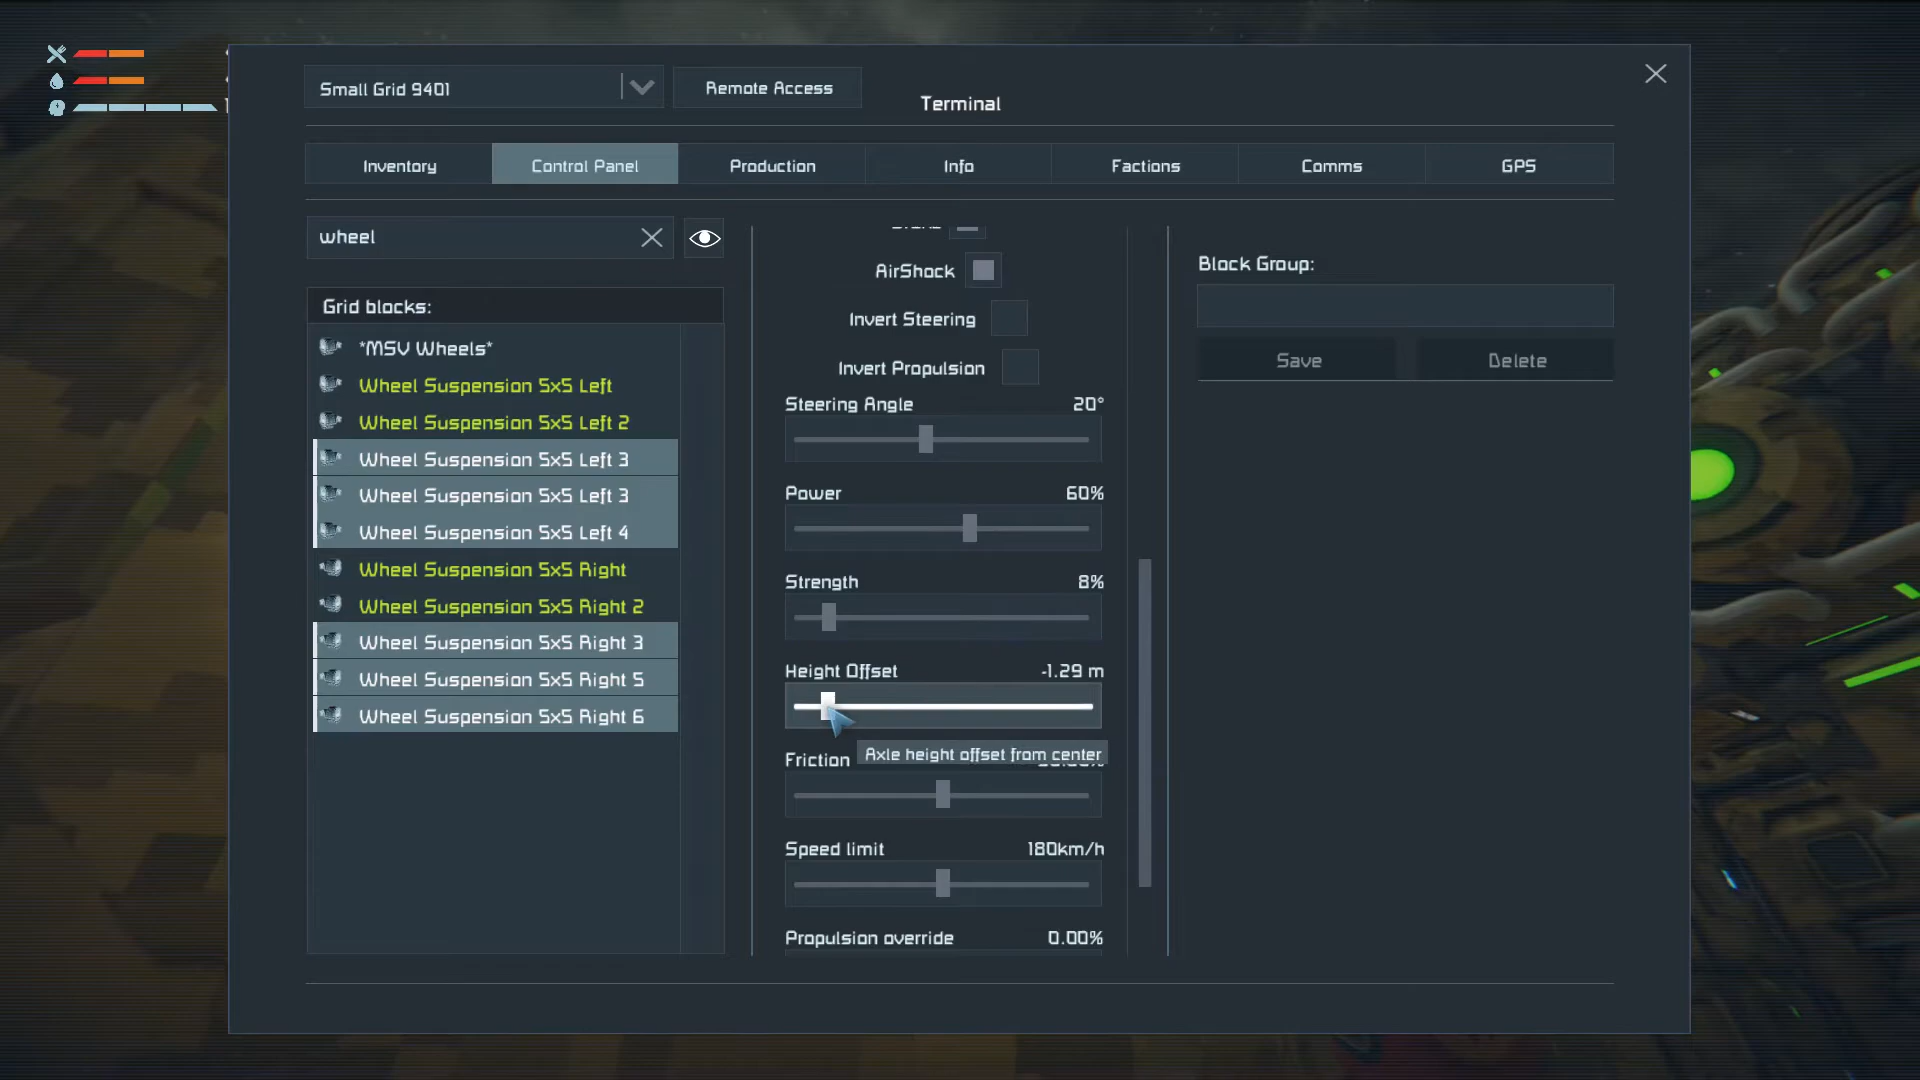 Small Grid 9401
Remote Access
Terminal
Inventory
Control Panel
Production
Info
Factions
Comms
GPS
wheel
Grid blocks:
*MSV Wheels*
Wheel Suspension 5x5 Left
Wheel Suspension 5x5 Left 2
Wheel Suspension 5x5 Left 3
Wheel Suspension 5x5 Left 3
Wheel Suspension 5x5 Left 4
Wheel Suspension 5x5 Right
Wheel Suspension 5x5 Right 2
Wheel Suspension 5x5 Right 3
Wheel Suspension 5x5 Right 5
Wheel Suspension 5x5 Right 6
AirShock
Invert Steering
Invert Propulsion
Steering Angle 20°
Power 60%
Strength 8%
Height Offset -1.29 m
Axle height offset from center
Friction
Speed limit 180km/h
Propulsion override 0.00%
Block Group:
Save
Delete